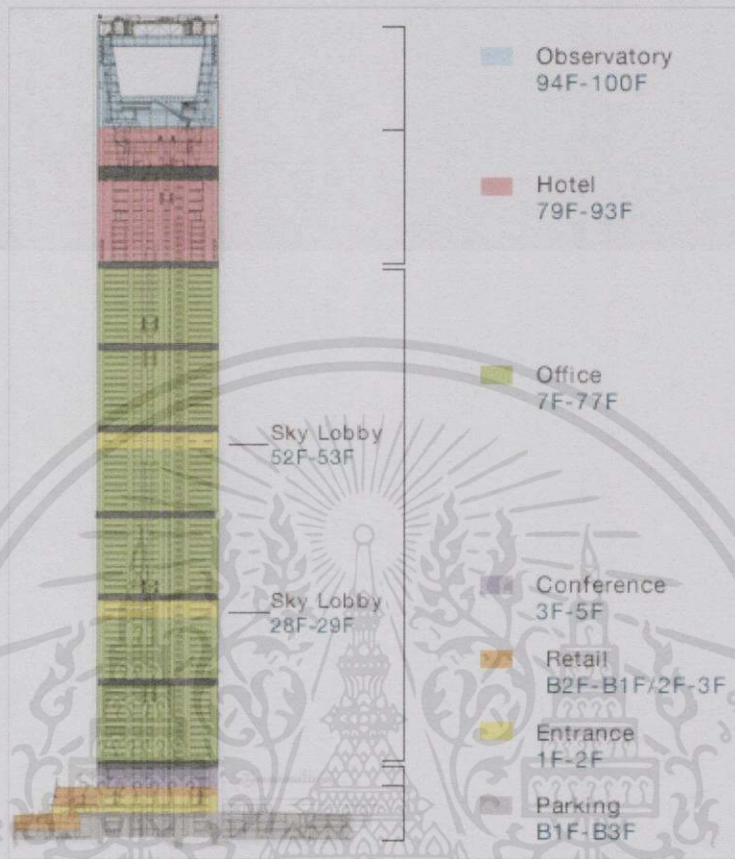 Observatory
94F-100F
Hotel
79F-93F
Office
7F-77F
Sky Lobby
52F-53F
Conference
3F-5F
Sky Lobby
28F-29F
Retail
B2F-B1F/2F-3F
Entrance
1F-2F
Parking
B1F-B3F